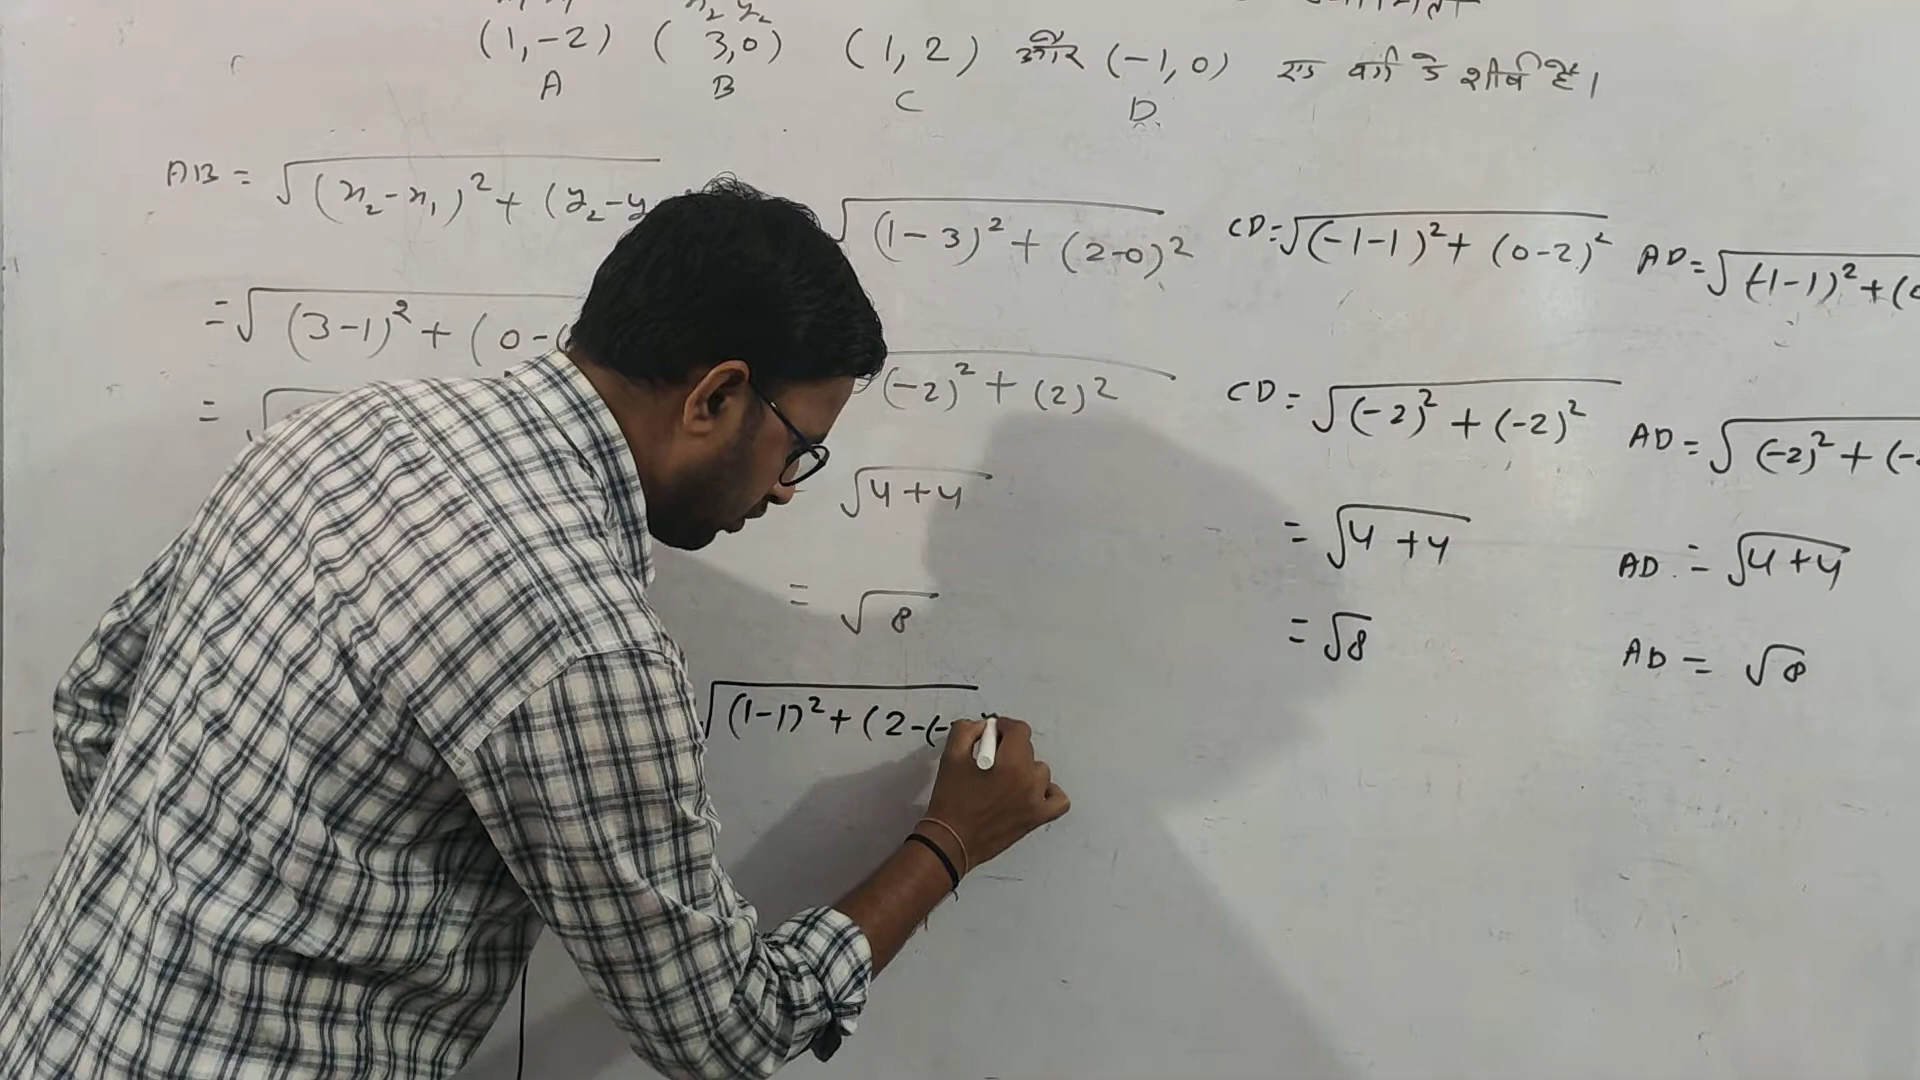 x₂ y₂
(1,-2) (3,0) (1, 2) और (-1,0) एक वर्ग के शीर्ष हैं।
A B C D
AB = √(x₂-x₁)² + (y₂-y
√(1-3)² + (2-0)²
CD=√(-1-1)² + (0-2)²
AD=√(-1-1)²+(
=√(3-1)² + (0-(
(-2)² + (2)²
CD = √(-2)² + (-2)²
AD = √(-2)² + (-
= √
√4+4
= √4+4
AD = √4+4
= √8
= √8
AD = √8
√(1-1)² + (2-(-